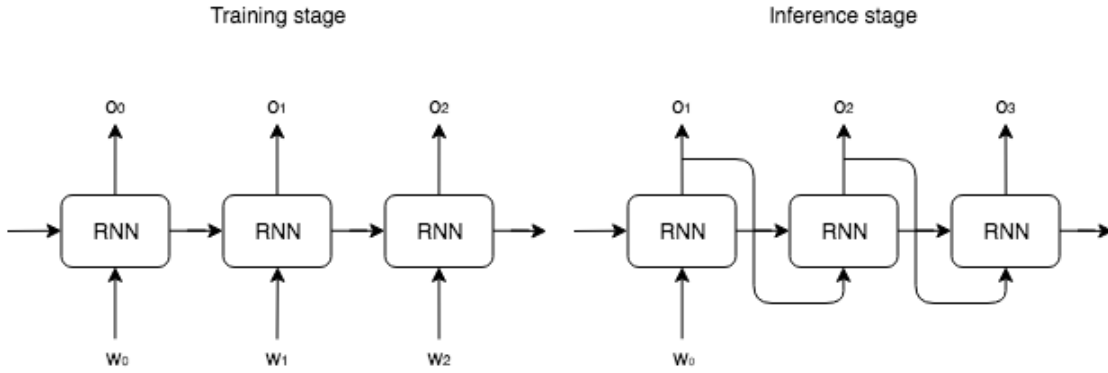 Training stage
Inference stage
O0 O1 O2
O1 O2 O3
RNN RNN RNN
RNN RNN RNN
W0 W1 W2
W0